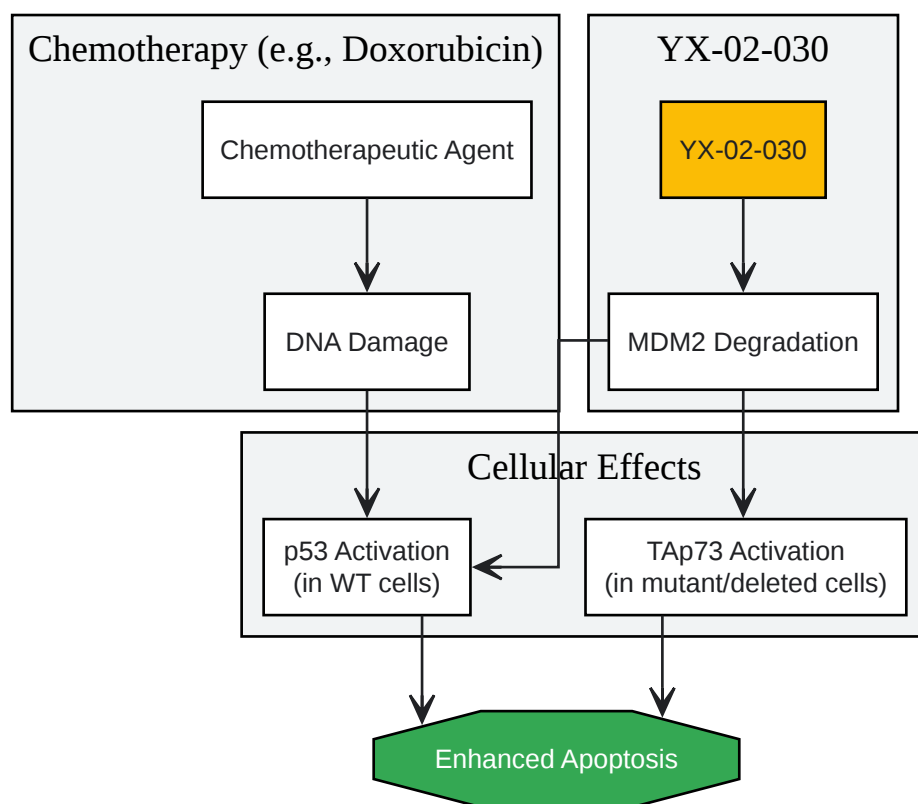 Chemotherapy (e.g., Doxorubicin)
YX-02-030
Chemotherapeutic Agent
YX-02-030
DNA Damage
MDM2 Degradation
Cellular Effects
p53 Activation
(in WT cells)
TAp73 Activation
(in mutant/deleted cells)
Enhanced Apoptosis